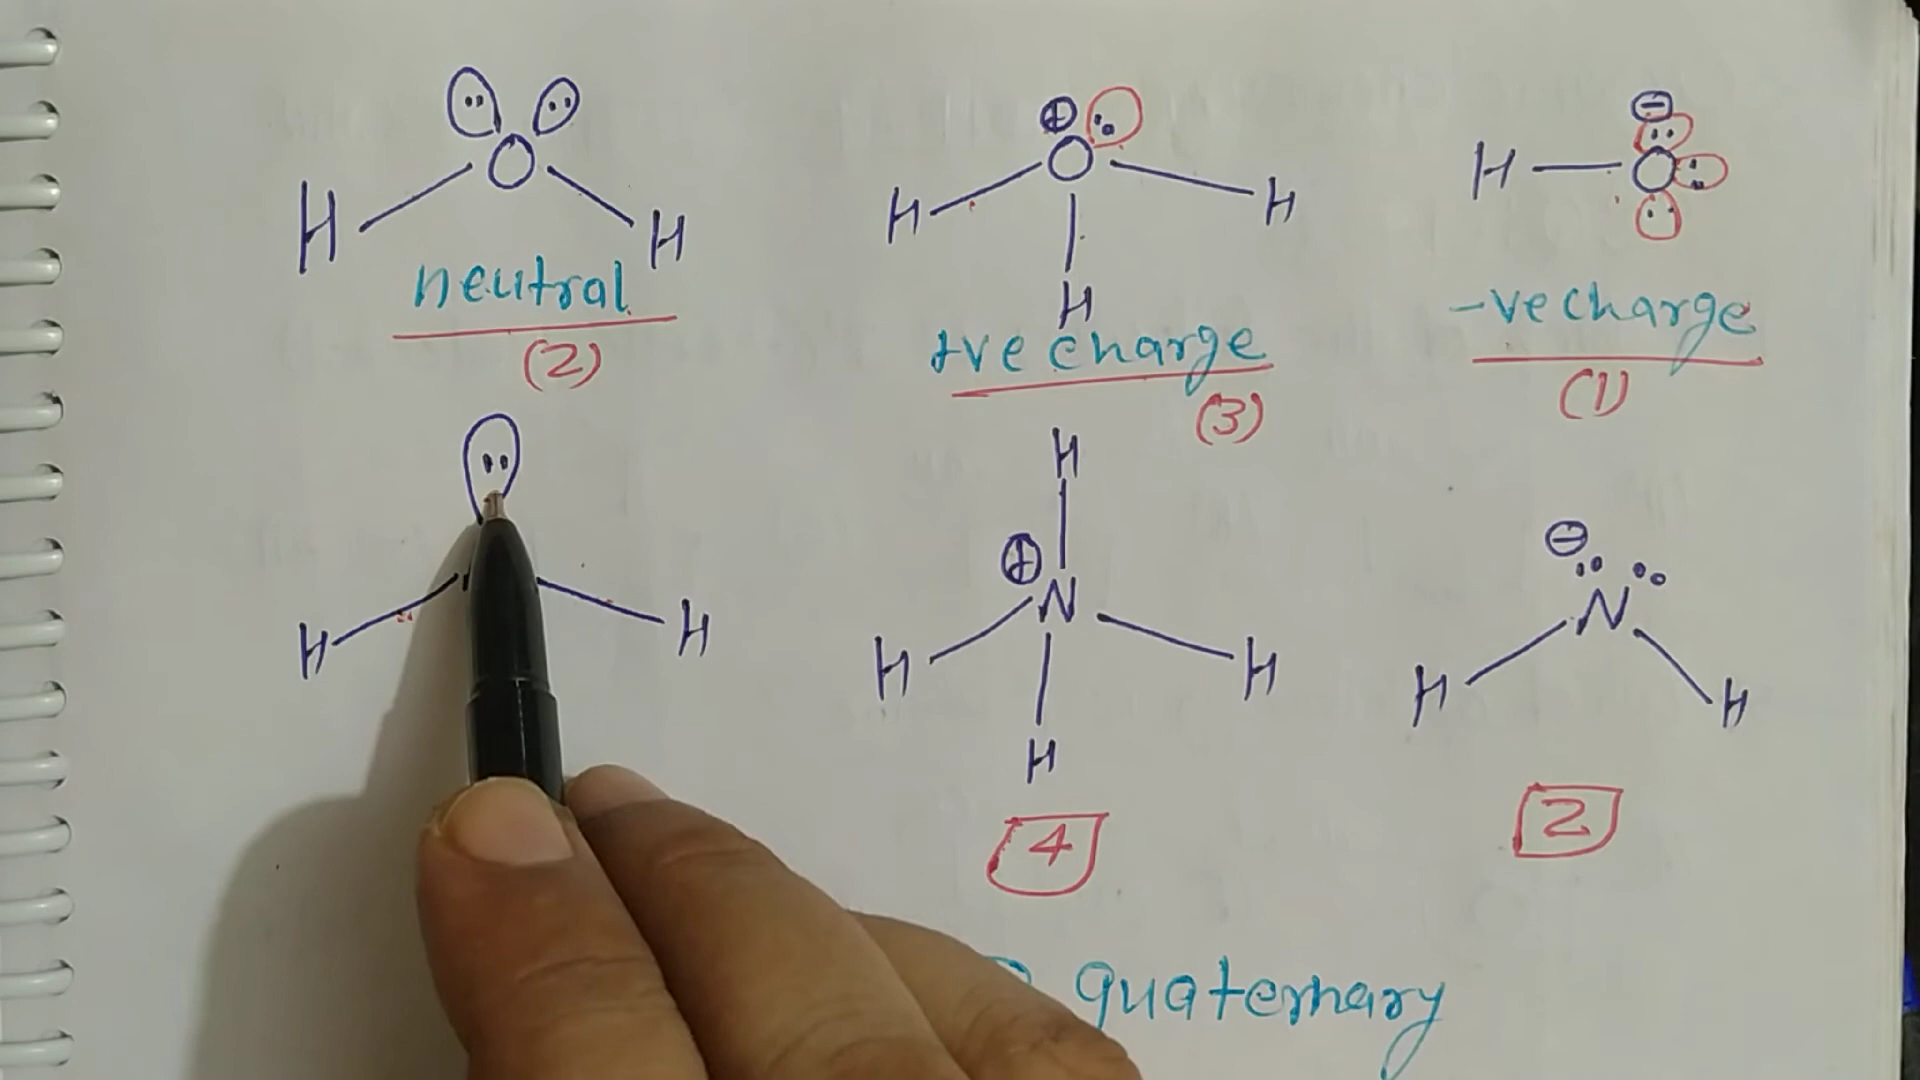 O
H H
neutral
(2)
⊕
O
H H
H
+ve charge
(3)
⊖
H O
-ve charge
(1)
H H
H
⊕
N
H H
H
4
⊖
N
H H
2
quaternary